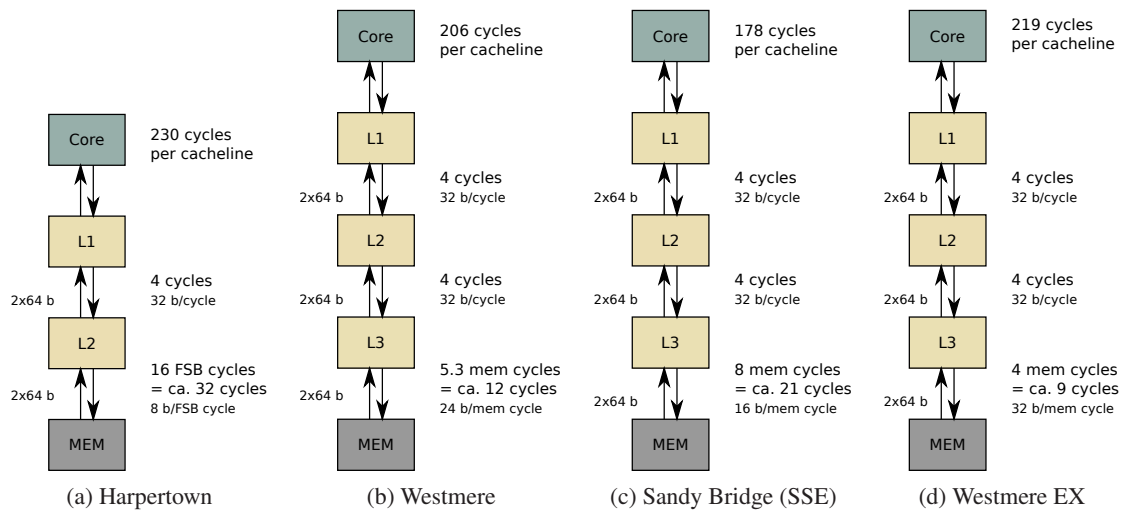 Core
230 cycles
per cacheline
L1
4 cycles
2x64 b
32 b/cycle
L2
16 FSB cycles
= ca. 32 cycles
2x64 b
8 b/FSB cycle
MEM
(a) Harpertown
Core
206 cycles
per cacheline
L1
4 cycles
2x64 b
32 b/cycle
L2
4 cycles
2x64 b
32 b/cycle
L3
5.3 mem cycles
= ca. 12 cycles
2x64 b
24 b/mem cycle
MEM
(b) Westmere
Core
178 cycles
per cacheline
L1
4 cycles
2x64 b
32 b/cycle
L2
4 cycles
2x64 b
32 b/cycle
L3
8 mem cycles
= ca. 21 cycles
2x64 b
16 b/mem cycle
MEM
(c) Sandy Bridge (SSE)
Core
219 cycles
per cacheline
L1
4 cycles
2x64 b
32 b/cycle
L2
4 cycles
2x64 b
32 b/cycle
L3
4 mem cycles
= ca. 9 cycles
2x64 b
32 b/mem cycle
MEM
(d) Westmere EX